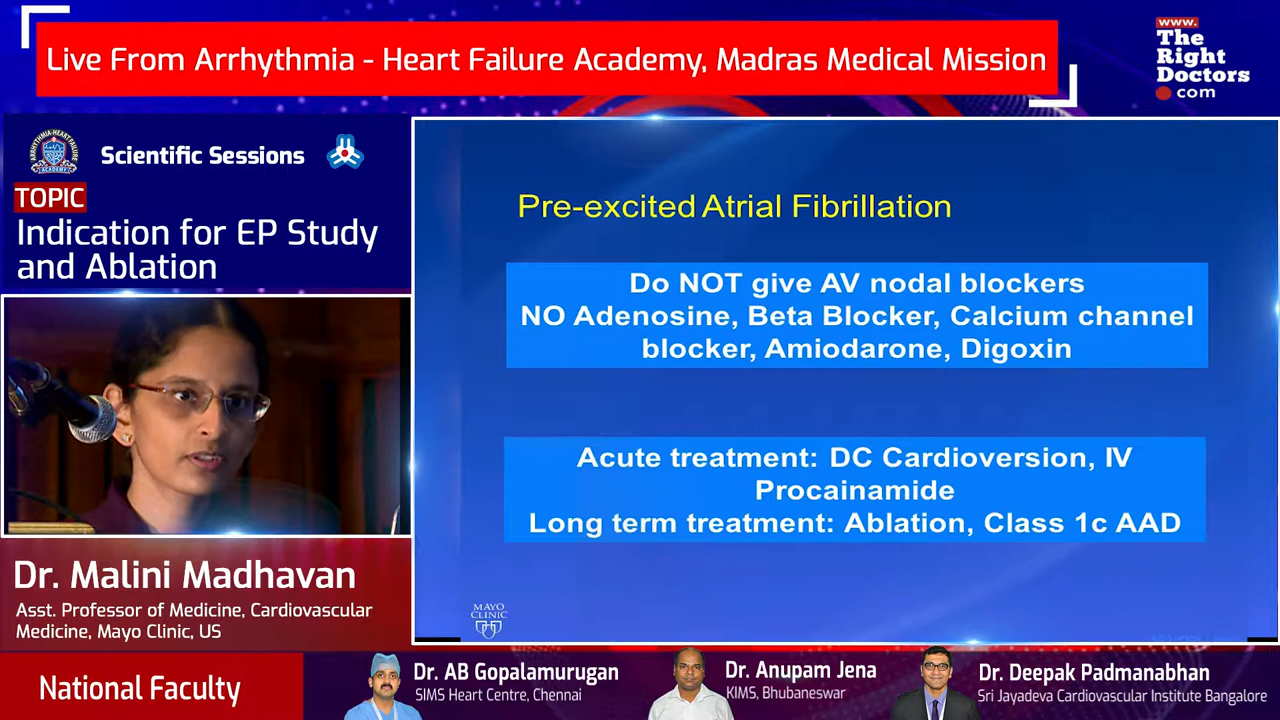 Live From Arrhythmia - Heart Failure Academy, Madras Medical Mission
www.
The
Right
Doctors
com
ARRHYTHMIA-HEART FAILURE
ACADEMY
Scientific Sessions
TOPIC
Indication for EP Study
and Ablation
Pre-excited Atrial Fibrillation
Do NOT give AV nodal blockers
NO Adenosine, Beta Blocker, Calcium channel
blocker, Amiodarone, Digoxin
Acute treatment: DC Cardioversion, IV
Procainamide
Long term treatment: Ablation, Class 1c AAD
MAYO
CLINIC
Dr. Malini Madhavan
Asst. Professor of Medicine, Cardiovascular
Medicine, Mayo Clinic, US
National Faculty
Dr. AB Gopalamurugan
SIMS Heart Centre, Chennai
Dr. Anupam Jena
KIMS, Bhubaneswar
Dr. Deepak Padmanabhan
Sri Jayadeva Cardiovascular Institute Bangalore